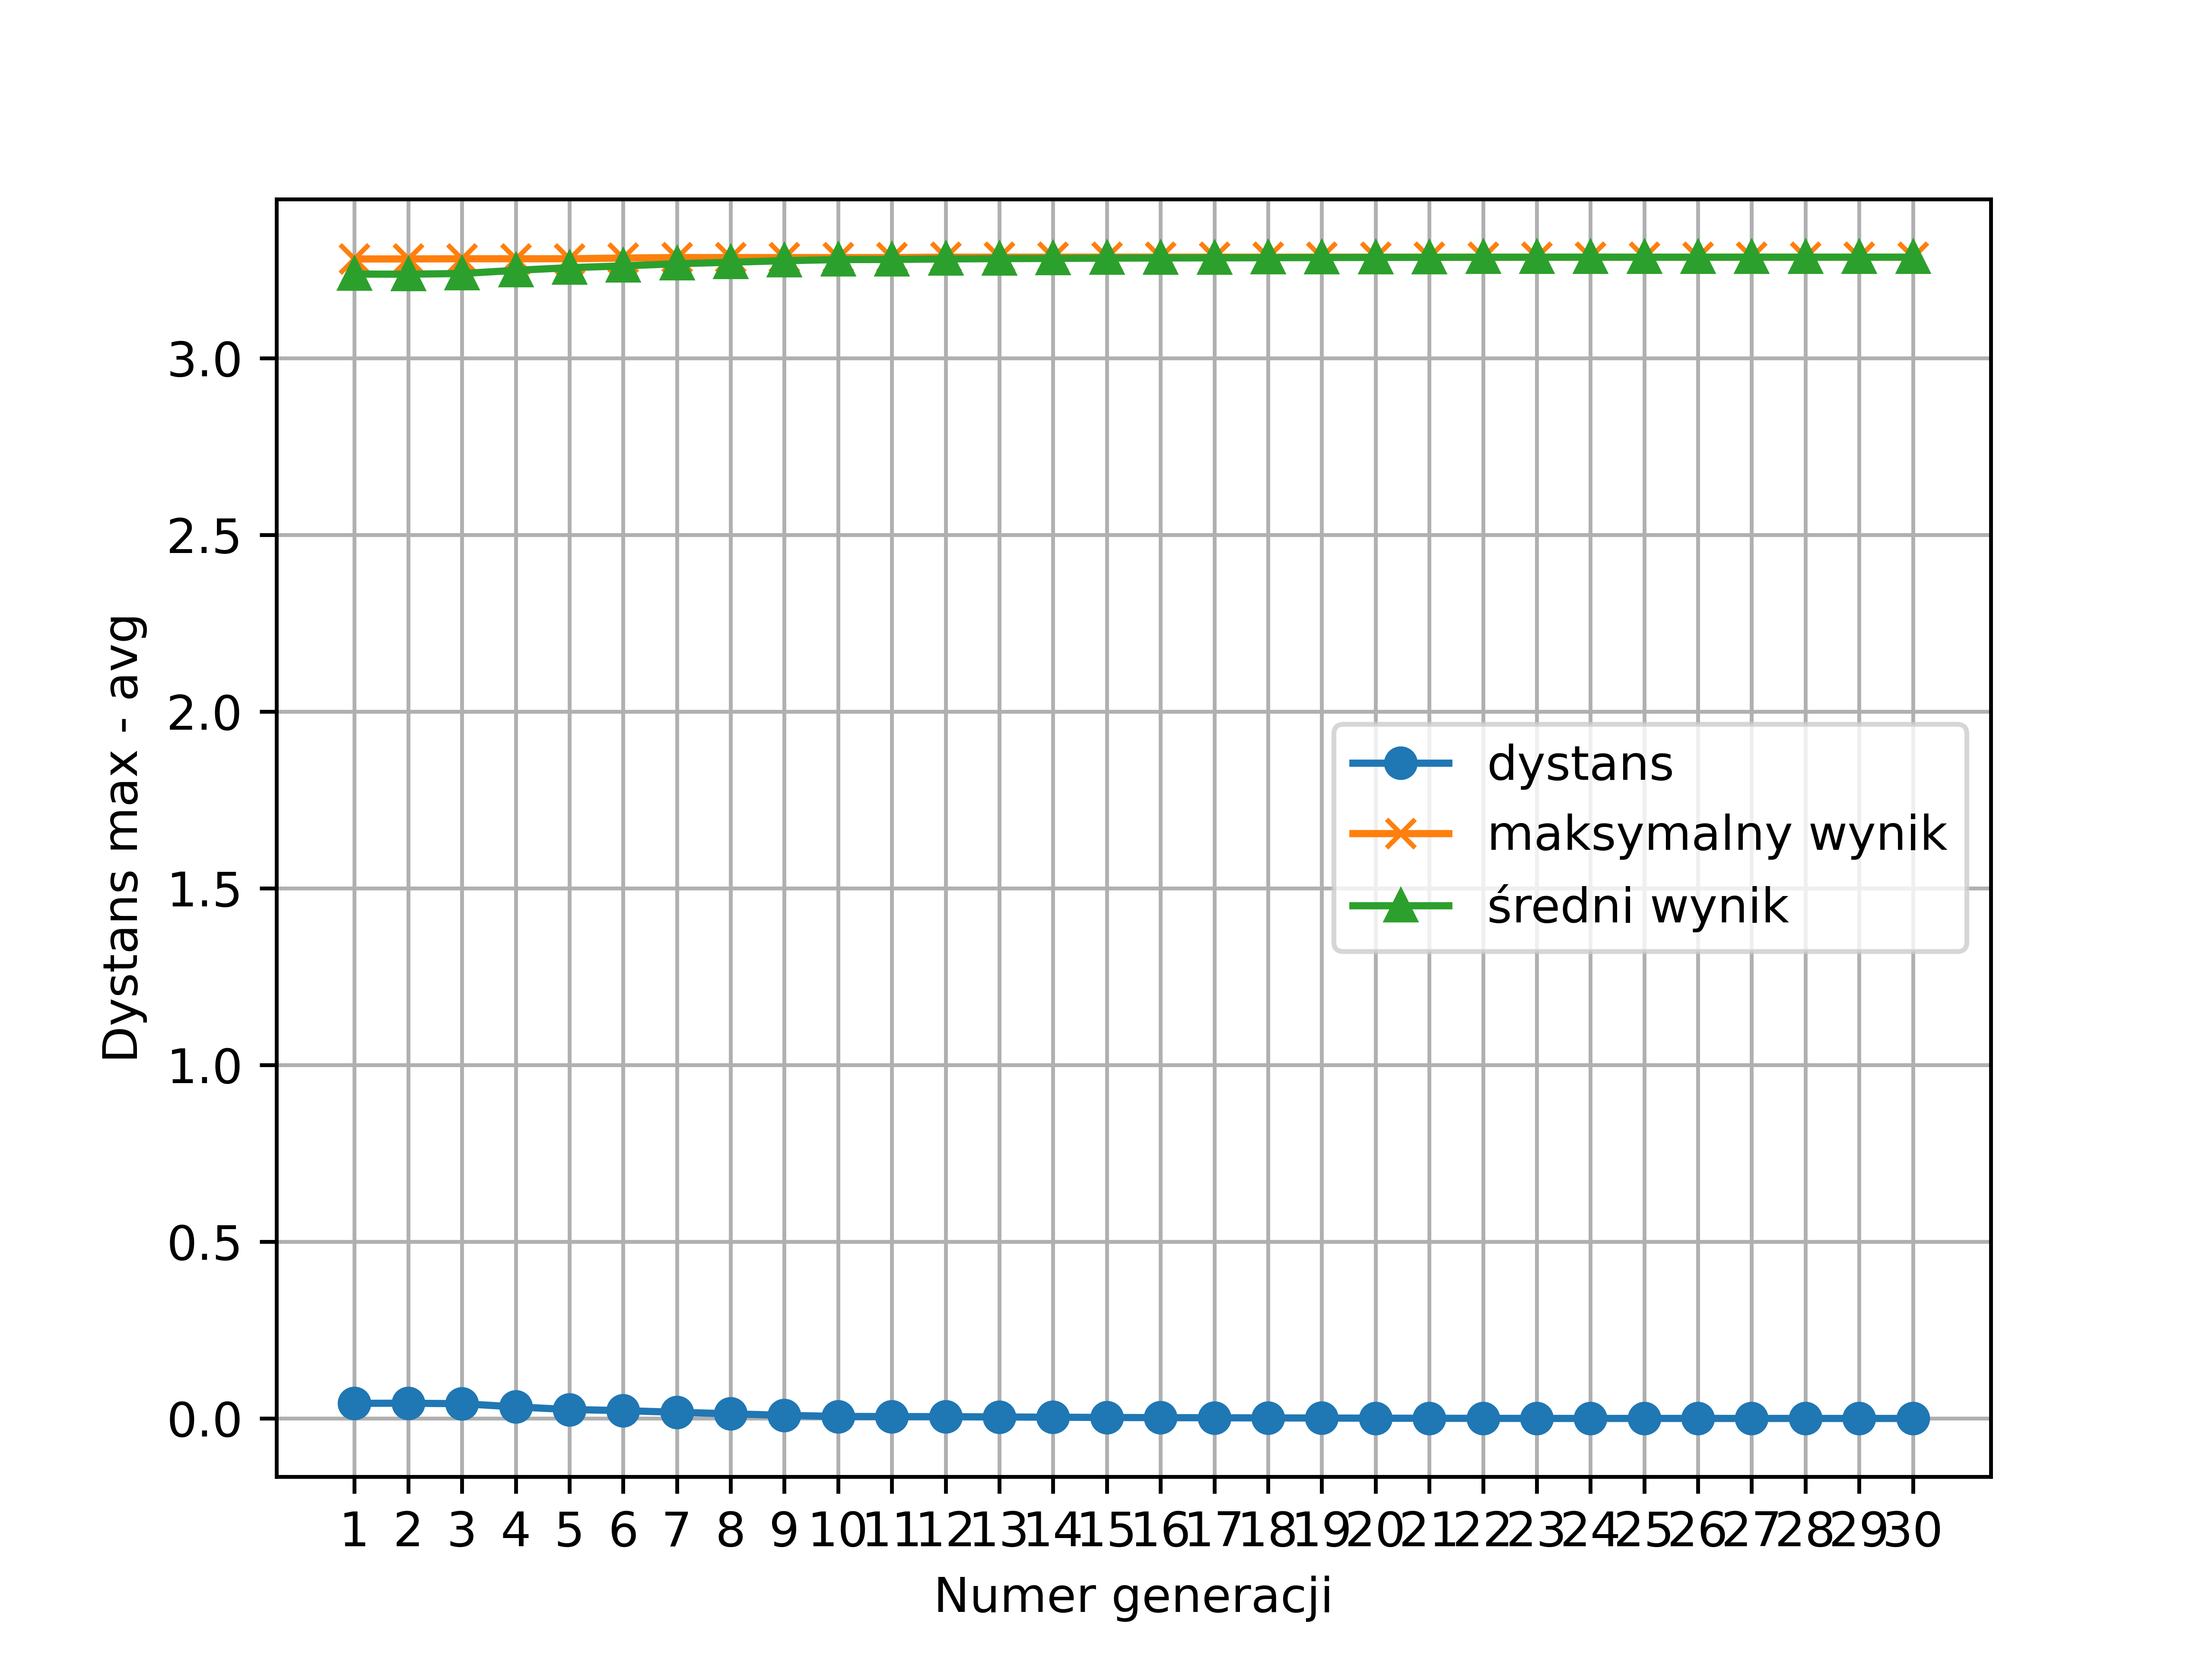 3.0
2.5
2.0
1.5
1.0
0.5
0.0
Dystans max - avg
dystans
maksymalny wynik
średni wynik
1 2 3 4 5 6 7 8 9 10 11 12 13 14 15 16 17 18 19 20 21 22 23 24 25 26 27 28 29 30
Numer generacji